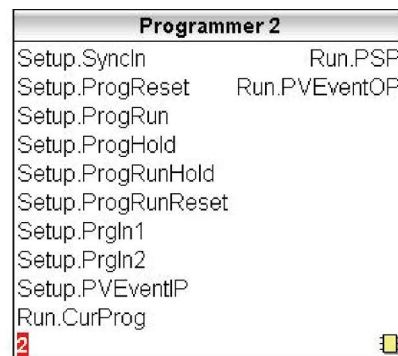 Programmer 2
Setup.SyncIn Run.PSP
Setup.ProgReset Run.PVEventOP
Setup.ProgRun
Setup.ProgHold
Setup.ProgRunHold
Setup.ProgRunReset
Setup.PrgIn1
Setup.PrgIn2
Setup.PVEventIP
Run.CurProg
2